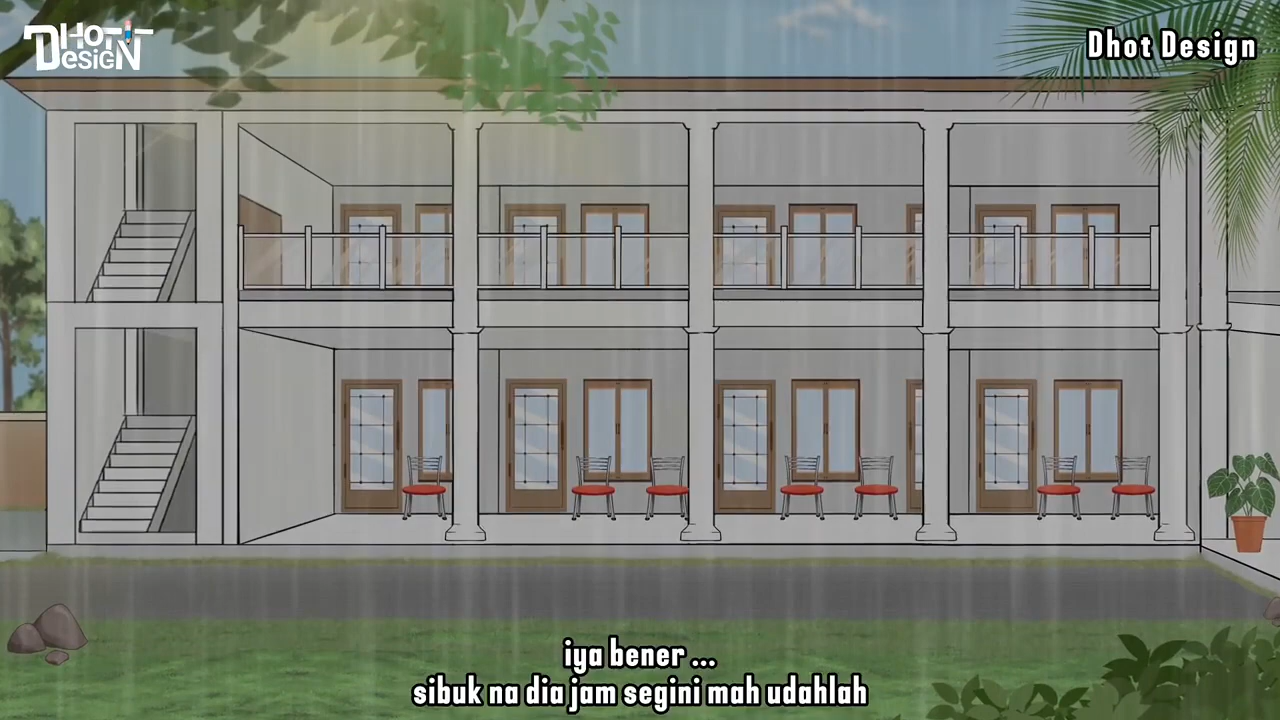 DHOT DESIGN
Dhot Design
iya bener ...
sibuk na dia jam segini mah udahlah